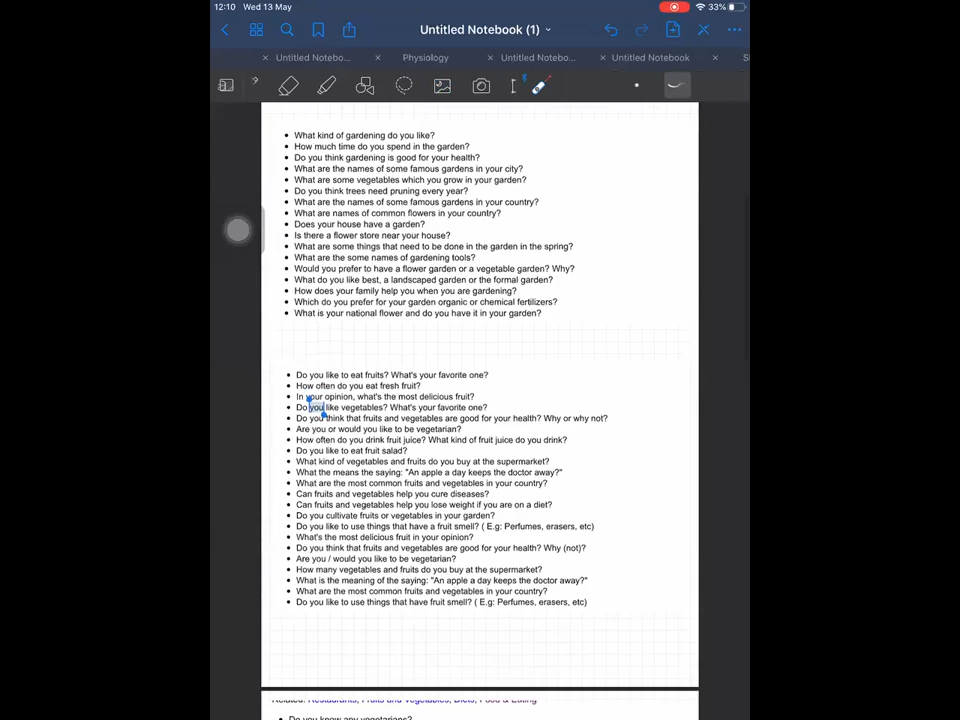 12:10 Wed 13 May
33%
Untitled Notebook (1)
Untitled Notebo...
Physiology
Untitled Notebo...
Untitled Notebook
What kind of gardening do you like?
How much time do you spend in the garden?
Do you think gardening is good for your health?
What are the names of some famous gardens in your city?
What are some vegetables which you grow in your garden?
Do you think trees need pruning every year?
What are the names of some famous gardens in your country?
What are names of common flowers in your country?
Does your house have a garden?
Is there a flower store near your house?
What are some things that need to be done in the garden in the spring?
What are the some names of gardening tools?
Would you prefer to have a flower garden or a vegetable garden? Why?
What do you like best, a landscaped garden or the formal garden?
How does your family help you when you are gardening?
Which do you prefer for your garden organic or chemical fertilizers?
What is your national flower and do you have it in your garden?
Do you like to eat fruits? What's your favorite one?
How often do you eat fresh fruit?
In your opinion, what's the most delicious fruit?
Do you like vegetables? What's your favorite one?
Do you think that fruits and vegetables are good for your health? Why or why not?
Are you or would you like to be vegetarian?
How often do you drink fruit juice? What kind of fruit juice do you drink?
Do you like to eat fruit salad?
What kind of vegetables and fruits do you buy at the supermarket?
What the means the saying: "An apple a day keeps the doctor away?"
What are the most common fruits and vegetables in your country?
Can fruits and vegetables help you cure diseases?
Can fruits and vegetables help you lose weight if you are on a diet?
Do you cultivate fruits or vegetables in your garden?
Do you like to use things that have a fruit smell? ( E.g: Perfumes, erasers, etc)
What's the most delicious fruit in your opinion?
Do you think that fruits and vegetables are good for your health? Why (not)?
Are you / would you like to be vegetarian?
How many vegetables and fruits do you buy at the supermarket?
What is the meaning of the saying: "An apple a day keeps the doctor away?"
What are the most common fruits and vegetables in your country?
Do you like to use things that have fruit smell? ( E.g: Perfumes, erasers, etc)
Related: Restaurants, Fruits and Vegetables, Diets, Food & Eating
Do you know any vegetarians?